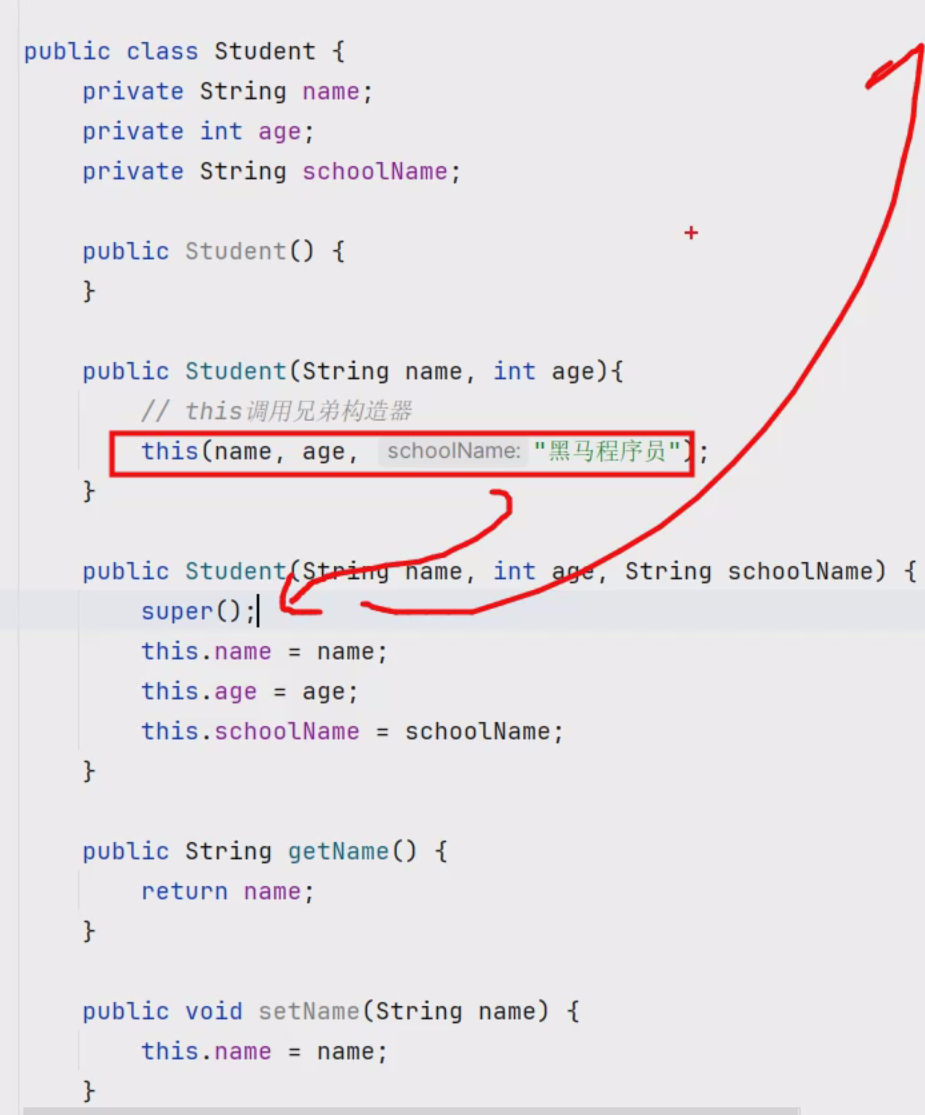 public class Student {
private String name;
private int age;
private String schoolName;
public Student() {
}
public Student(String name, int age){
// this调用兄弟构造器
this(name, age, schoolName: "黑马程序员");
}
public Student(String name, int age, String schoolName) {
super();
this.name = name;
this.age = age;
this.schoolName = schoolName;
}
public String getName() {
return name;
}
public void setName(String name) {
this.name = name;
}